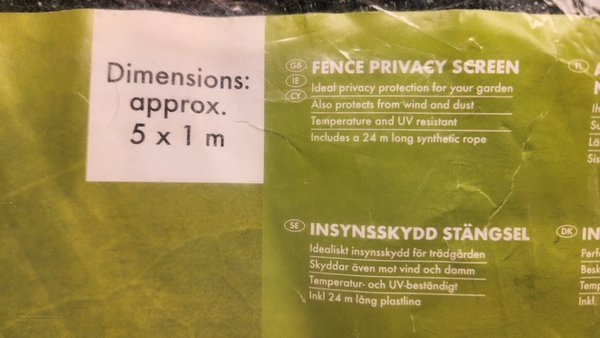 Dimensions:
approx.
5 x 1 m
GB IE CY FENCE PRIVACY SCREEN
Ideal privacy protection for your garden
Also protects from wind and dust
Temperature and UV resistant
Includes a 24 m long synthetic rope
SE INSYNSSKYDD STÄNGSEL
Idealiskt insynsskydd för trädgården
Skyddar även mot vind och damm
Temperatur- och UV-beständigt
Inkl 24 m lång plastlina
DK